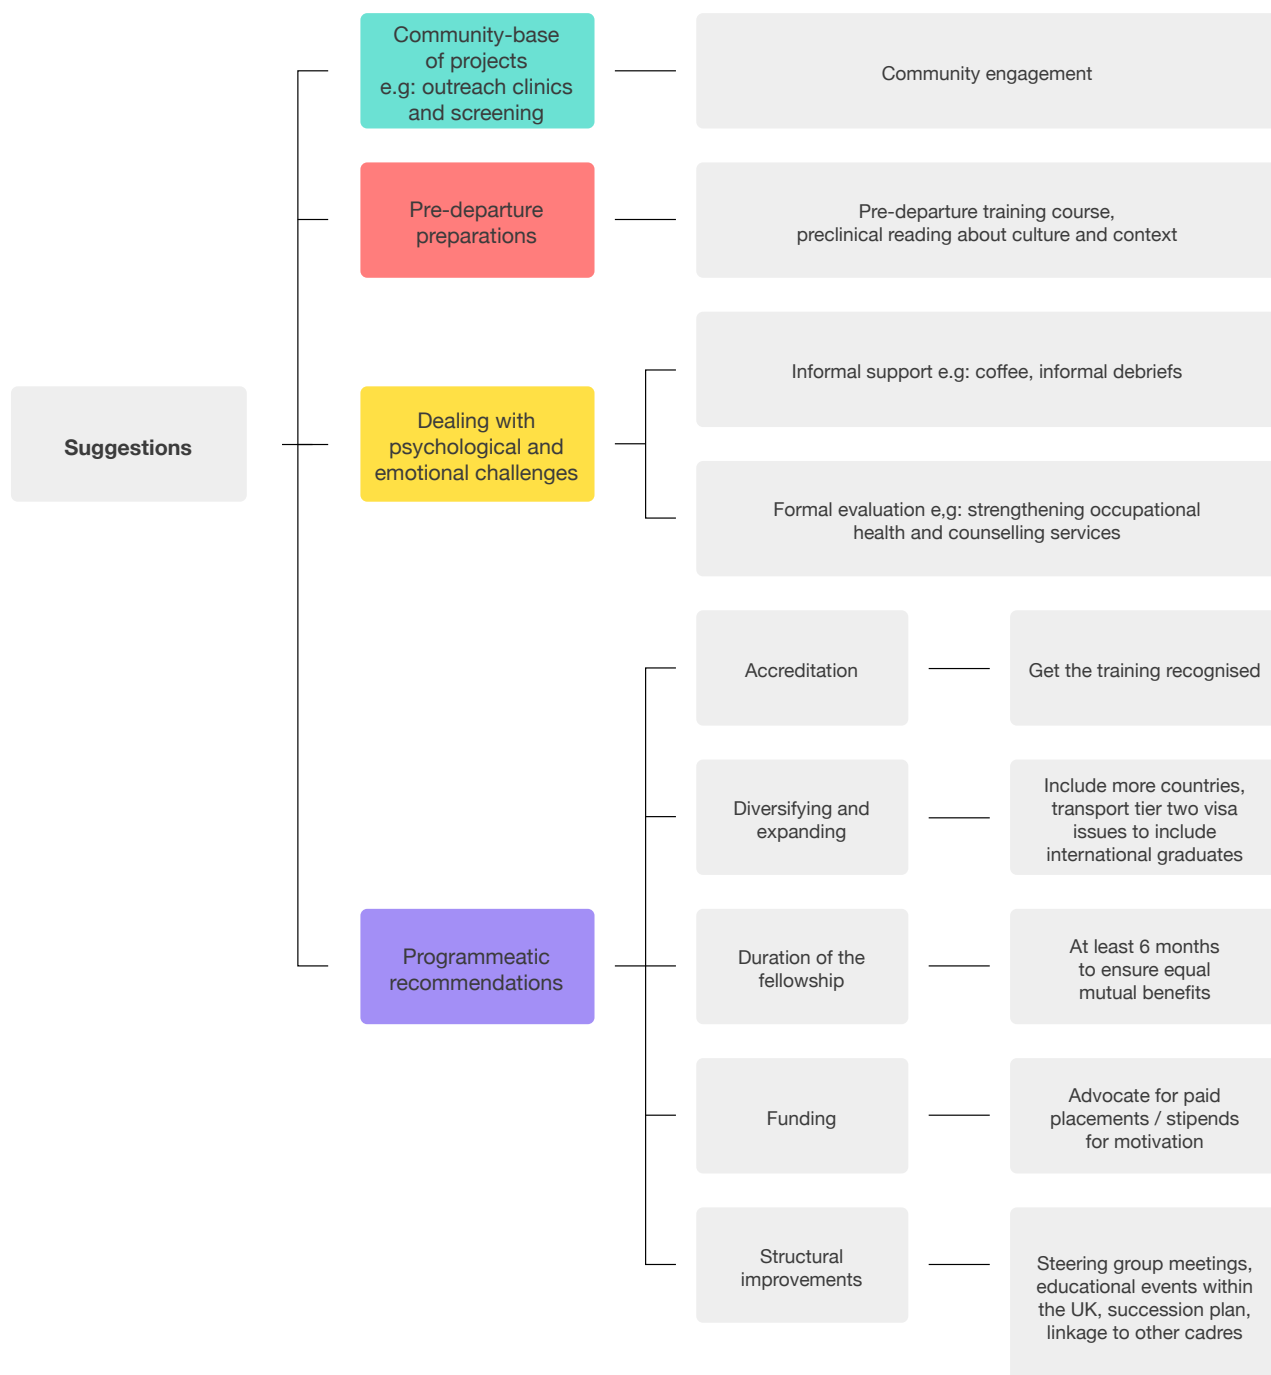 Community-base
of projects
e.g: outreach clinics
and screening
Community engagement
Pre-departure
preparations
Pre-departure training course,
preclinical reading about culture and context
Suggestions
Dealing with
psychological and
emotional challenges
Informal support e.g: coffee, informal debriefs
Formal evaluation e,g: strengthening occupational
health and counselling services
Programmeatic
recommendations
Accreditation
Get the training recognised
Diversifying and
expanding
Include more countries,
transport tier two visa
issues to include
international graduates
Duration of the
fellowship
At least 6 months
to ensure equal
mutual benefits
Funding
Advocate for paid
placements / stipends
for motivation
Structural
improvements
Steering group meetings,
educational events within
the UK, succession plan,
linkage to other cadres